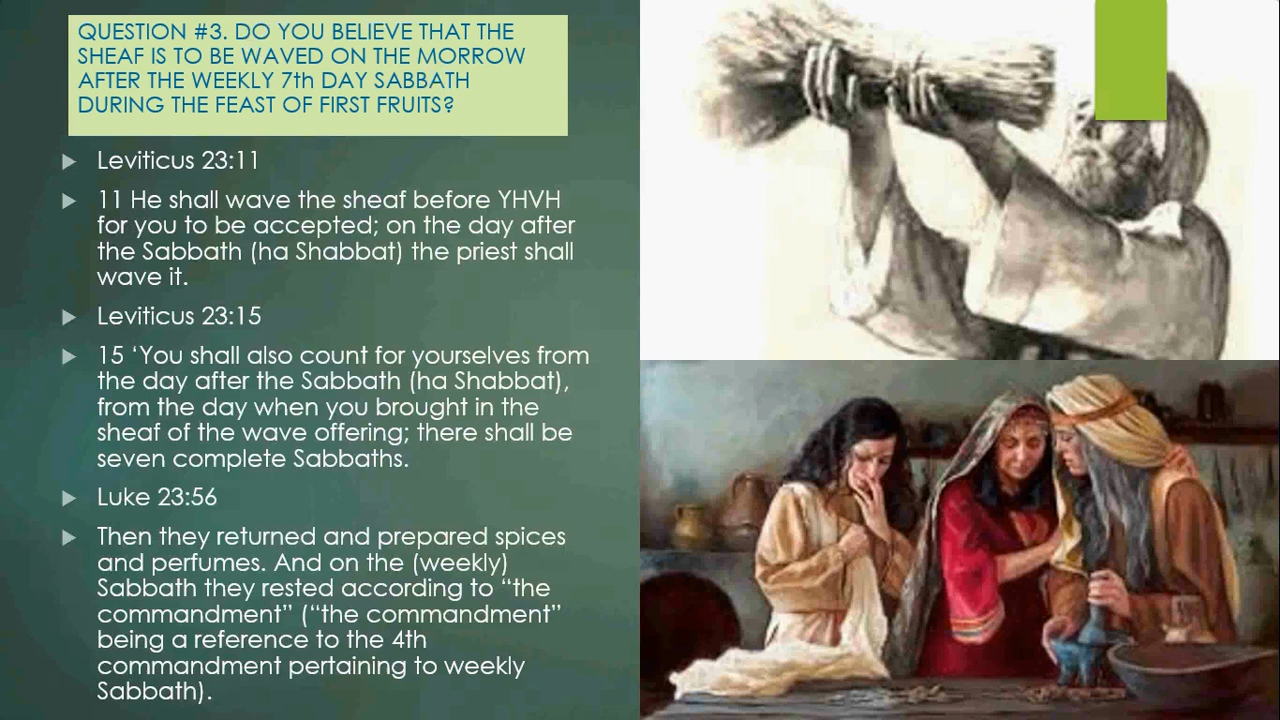 QUESTION #3. DO YOU BELIEVE THAT THE
SHEAF IS TO BE WAVED ON THE MORROW
AFTER THE WEEKLY 7th DAY SABBATH
DURING THE FEAST OF FIRST FRUITS?
Leviticus 23:11
11 He shall wave the sheaf before YHVH
for you to be accepted; on the day after
the Sabbath (ha Shabbat) the priest shall
wave it.
Leviticus 23:15
15 ‘You shall also count for yourselves from
the day after the Sabbath (ha Shabbat),
from the day when you brought in the
sheaf of the wave offering; there shall be
seven complete Sabbaths.
Luke 23:56
Then they returned and prepared spices
and perfumes. And on the (weekly)
Sabbath they rested according to “the
commandment” (“the commandment”
being a reference to the 4th
commandment pertaining to weekly
Sabbath).